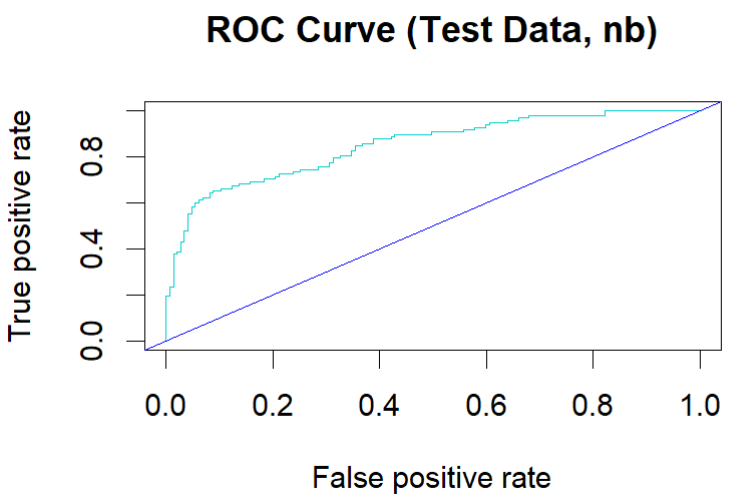 ROC Curve (Test Data, nb)
True positive rate
0.8
0.4
0.0
0.0 0.2 0.4 0.6 0.8 1.0
False positive rate